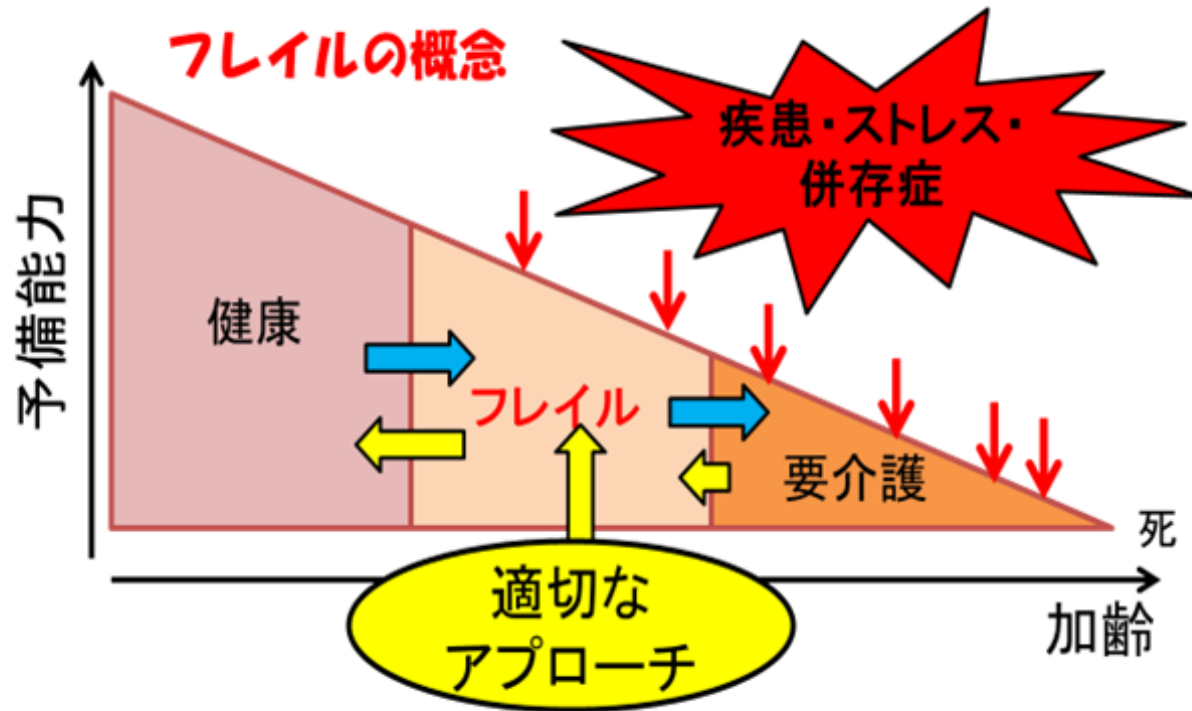 フレイルの概念
疾患・ストレス・
併存症
予備能力
健康
フレイル
要介護
死
適切な
アプローチ
加齢